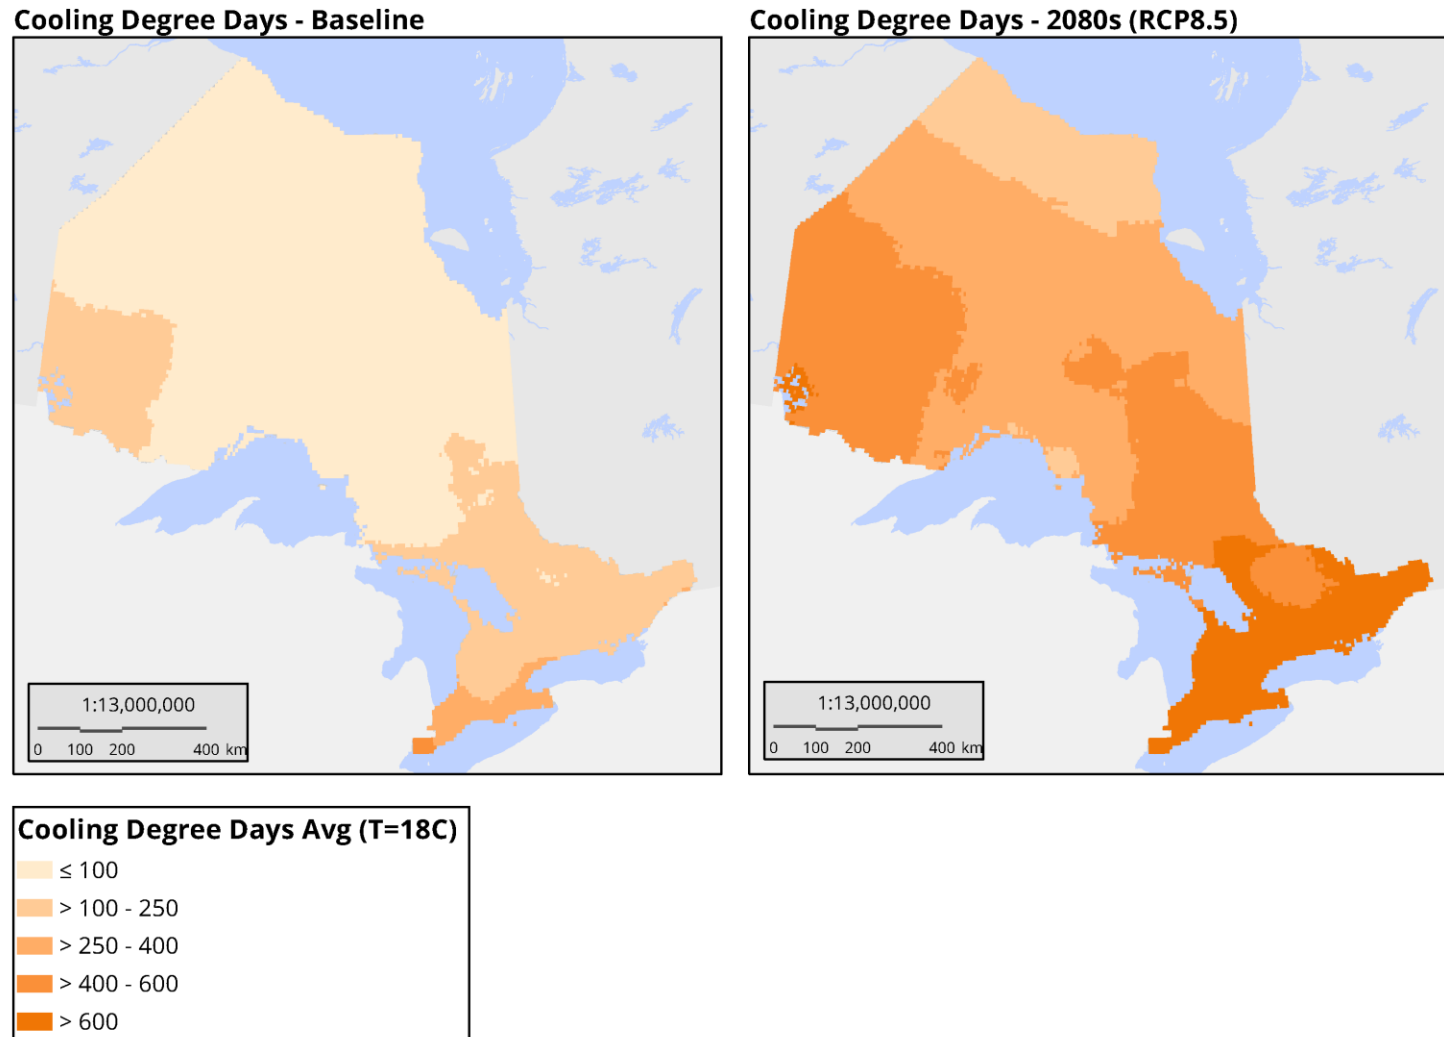 Cooling Degree Days - Baseline
Cooling Degree Days - 2080s (RCP8.5)
1:13,000,000
0 100 200 400 km
1:13,000,000
0 100 200 400 km
Cooling Degree Days Avg (T=18C)
≤ 100
> 100 - 250
> 250 - 400
> 400 - 600
> 600